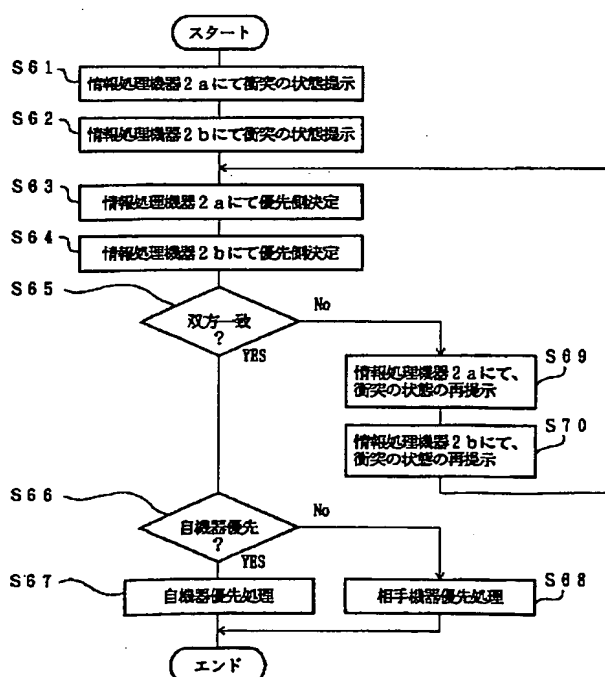 スタート
S61
情報処理機器2aにて衝突の状態提示
S62
情報処理機器2bにて衝突の状態提示
S63
情報処理機器2aにて優先側決定
S64
情報処理機器2bにて優先側決定
S65
双方一致
?
No
YES
S69
情報処理機器2aにて、
衝突の状態の再提示
S70
情報処理機器2bにて、
衝突の状態の再提示
S66
自機器優先
?
No
YES
S67
自機器優先処理
S68
相手機器優先処理
エンド